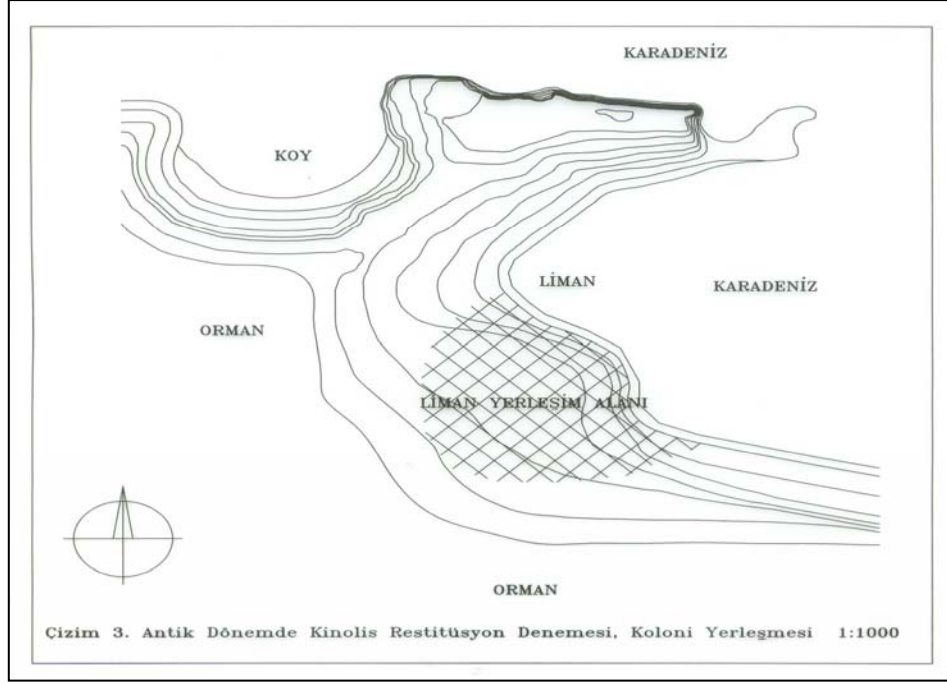 KARADENİZ
KOY
LİMAN
KARADENİZ
ORMAN
LİMAN YERLESİM ALANI
ORMAN
Çizim 3. Antik Dönemde Kinolis Restitüsyon Denemesi, Koloni Yerleşmesi 1:1000